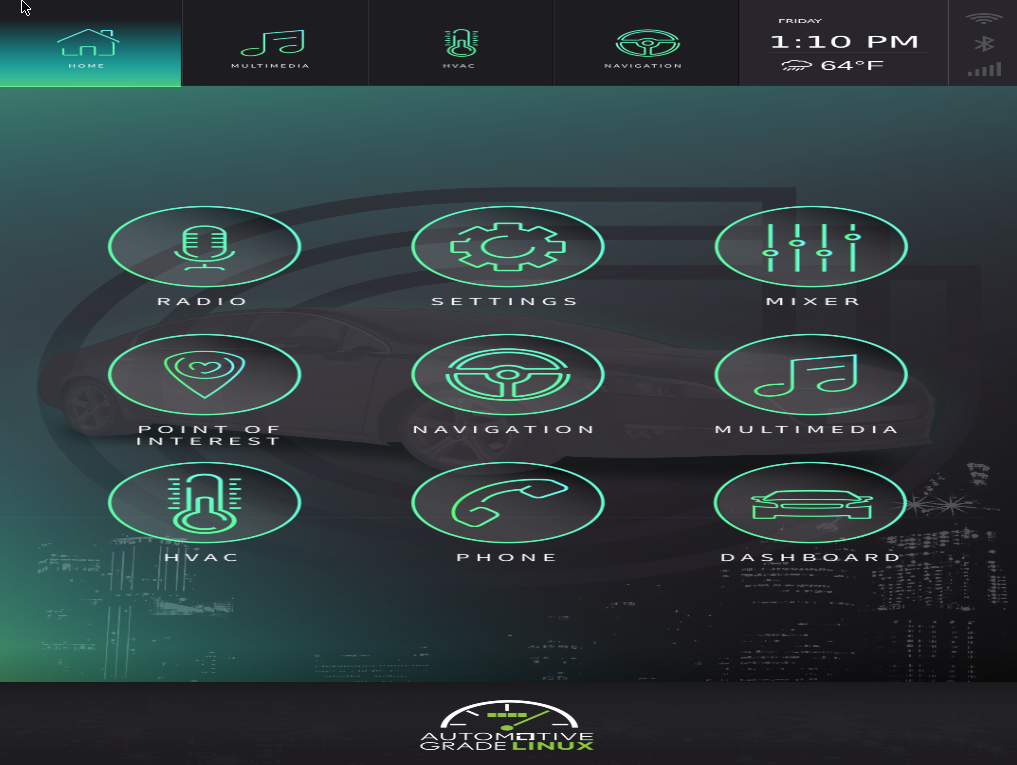 HOME
MULTIMEDIA
HVAC
NAVIGATION
FRIDAY
1:10 PM
64°F
RADIO
SETTINGS
MIXER
POINT OF
INTEREST
NAVIGATION
MULTIMEDIA
HVAC
PHONE
DASHBOARD
AUTOMOTIVE
GRADE LINUX